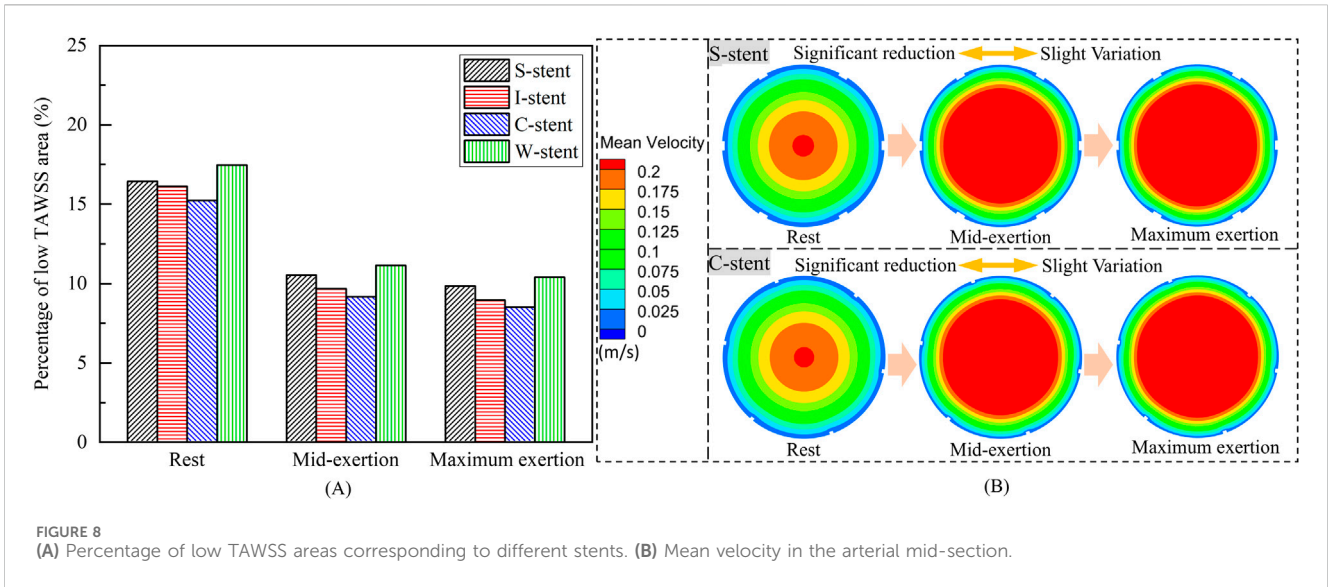 25
20
15
10
5
0
Percentage of low TAWSS area (%)
S-stent
I-stent
C-stent
W-stent
Rest
Mid-exertion
Maximum exertion
(A)
Mean Velocity
0.2
0.175
0.15
0.125
0.1
0.075
0.05
0.025
0
(m/s)
S-stent
Significant reduction
Slight Variation
Rest
Mid-exertion
Maximum exertion
C-stent
Significant reduction
Slight Variation
Rest
Mid-exertion
Maximum exertion
(B)
FIGURE 8
(A) Percentage of low TAWSS areas corresponding to different stents. (B) Mean velocity in the arterial mid-section.